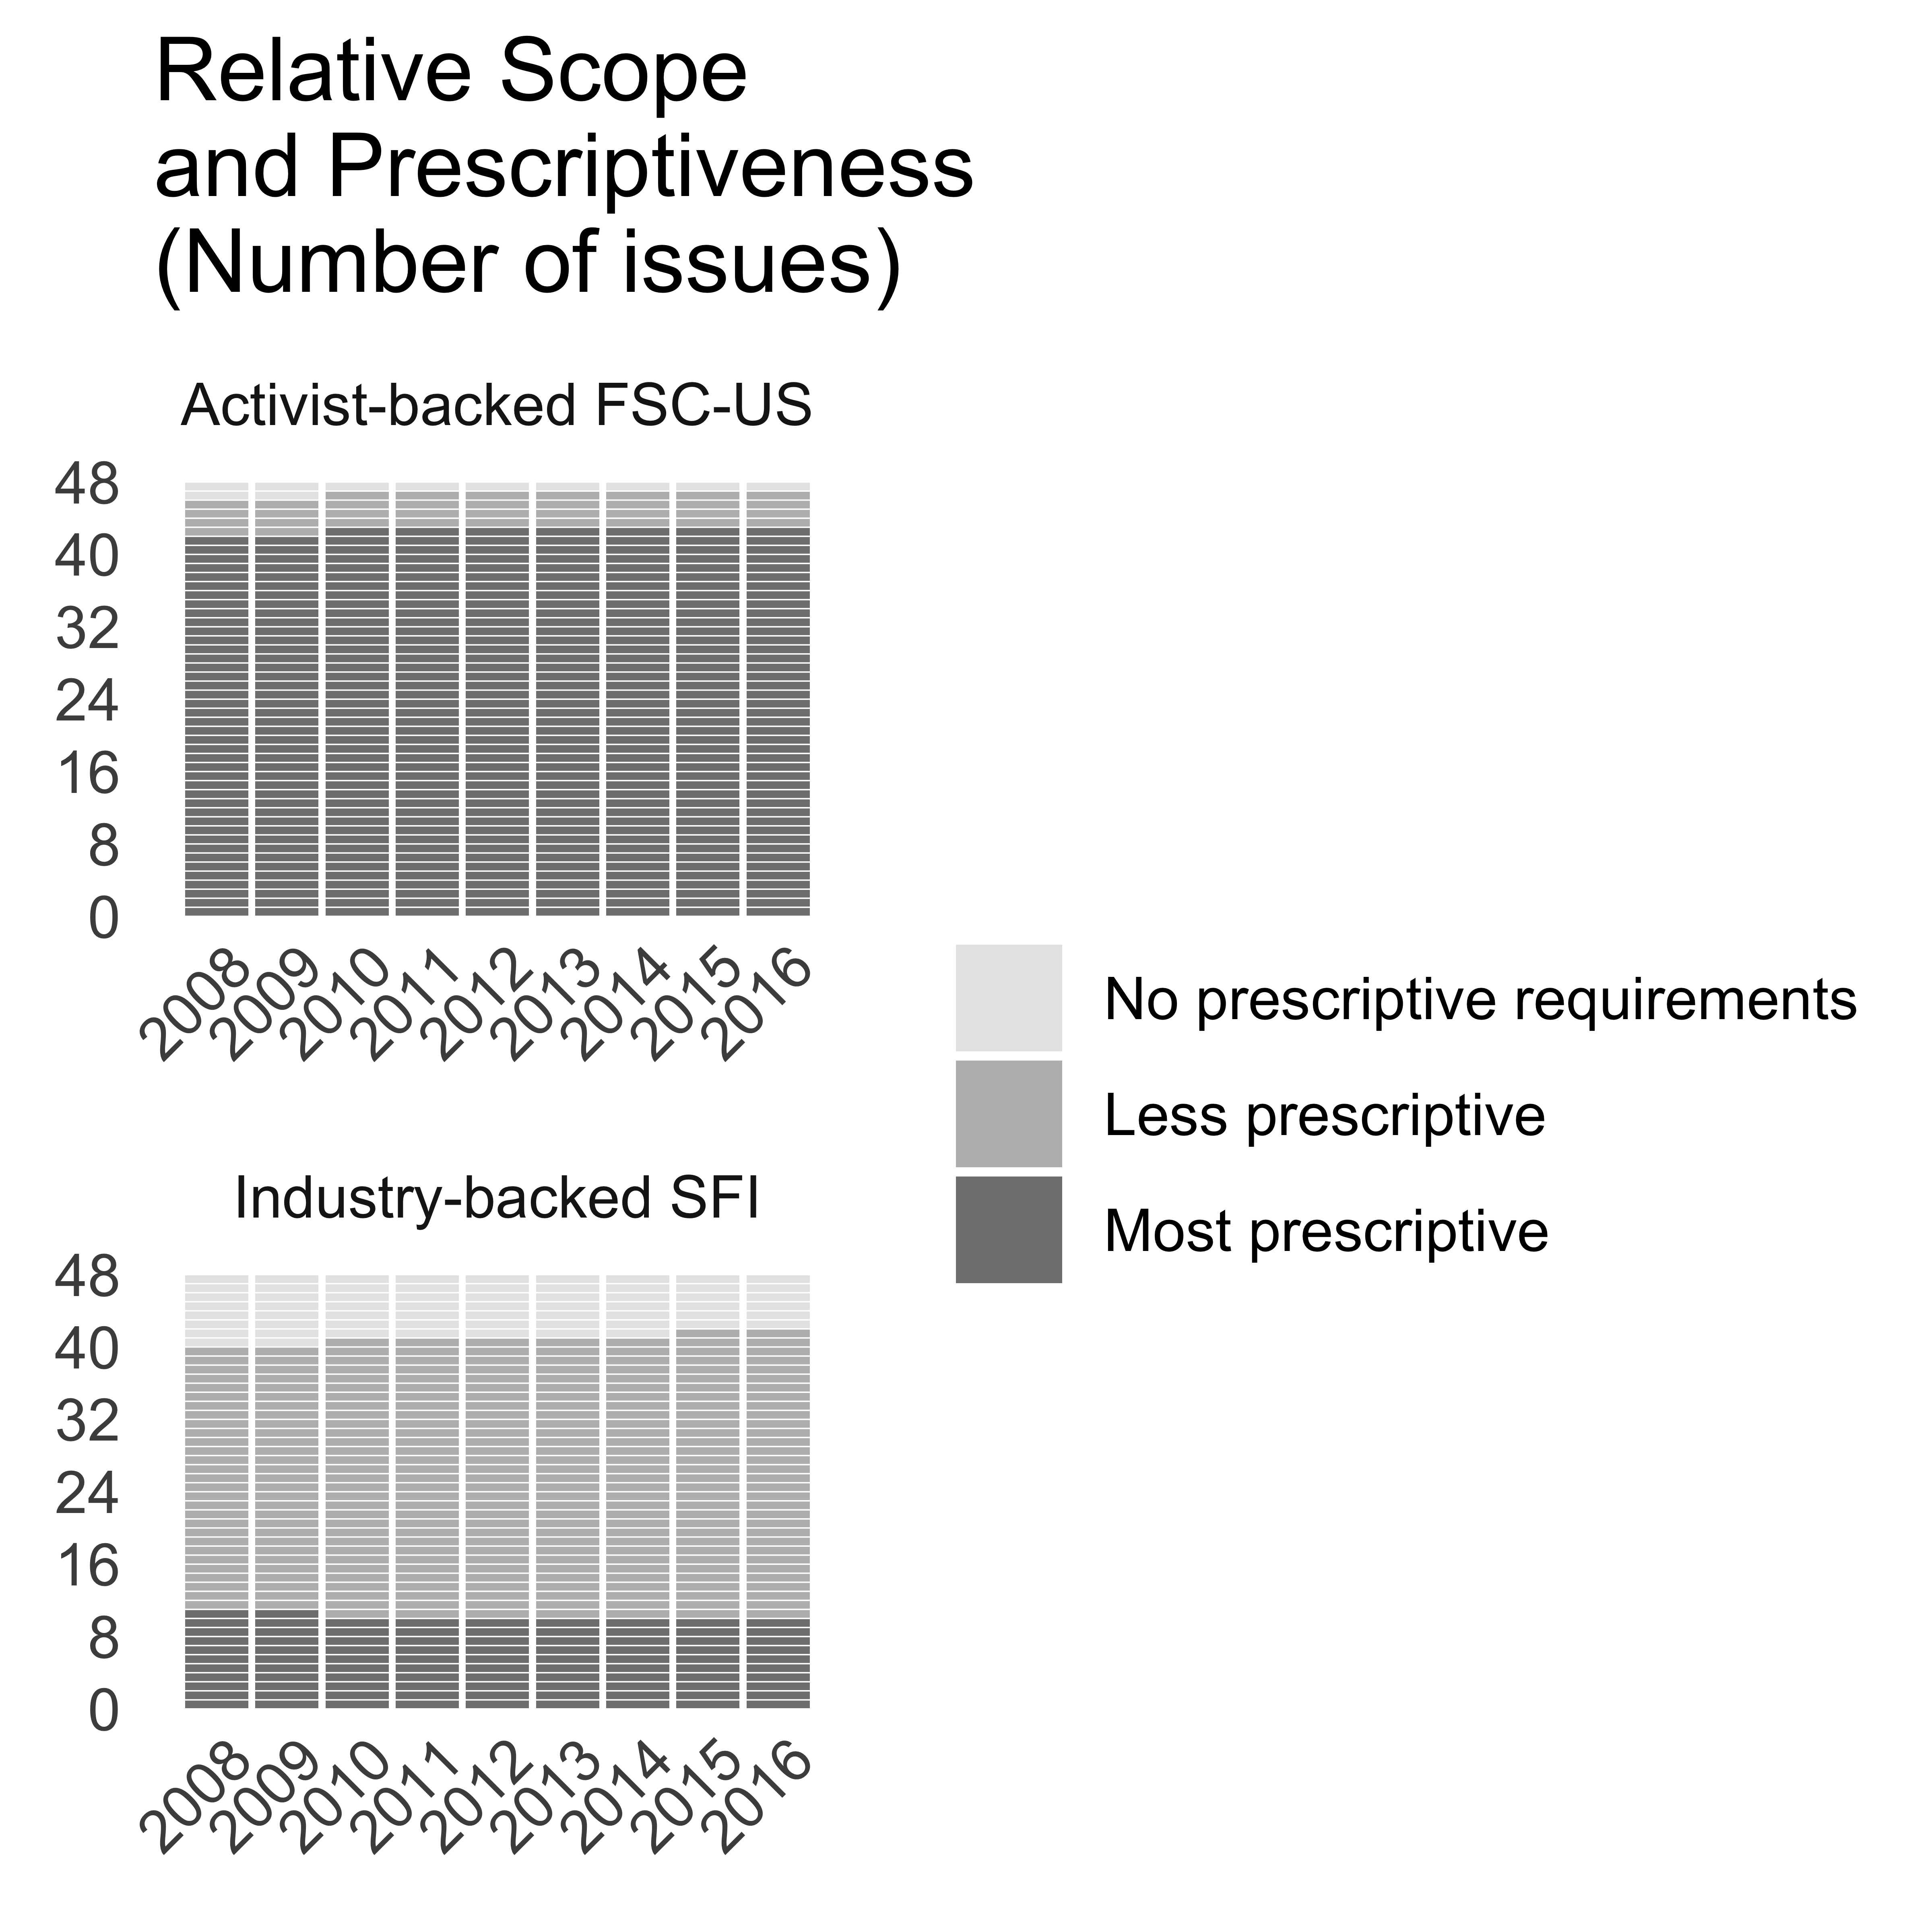 Relative Scope
and Prescriptiveness
(Number of issues)
Activist-backed FSC-US
48
40
32
24
16
8
0
2008 2009 2010 2011 2012 2013 2014 2015 2016
No prescriptive requirements
Less prescriptive
Most prescriptive
Industry-backed SFI
48
40
32
24
16
8
0
2008 2009 2010 2011 2012 2013 2014 2015 2016